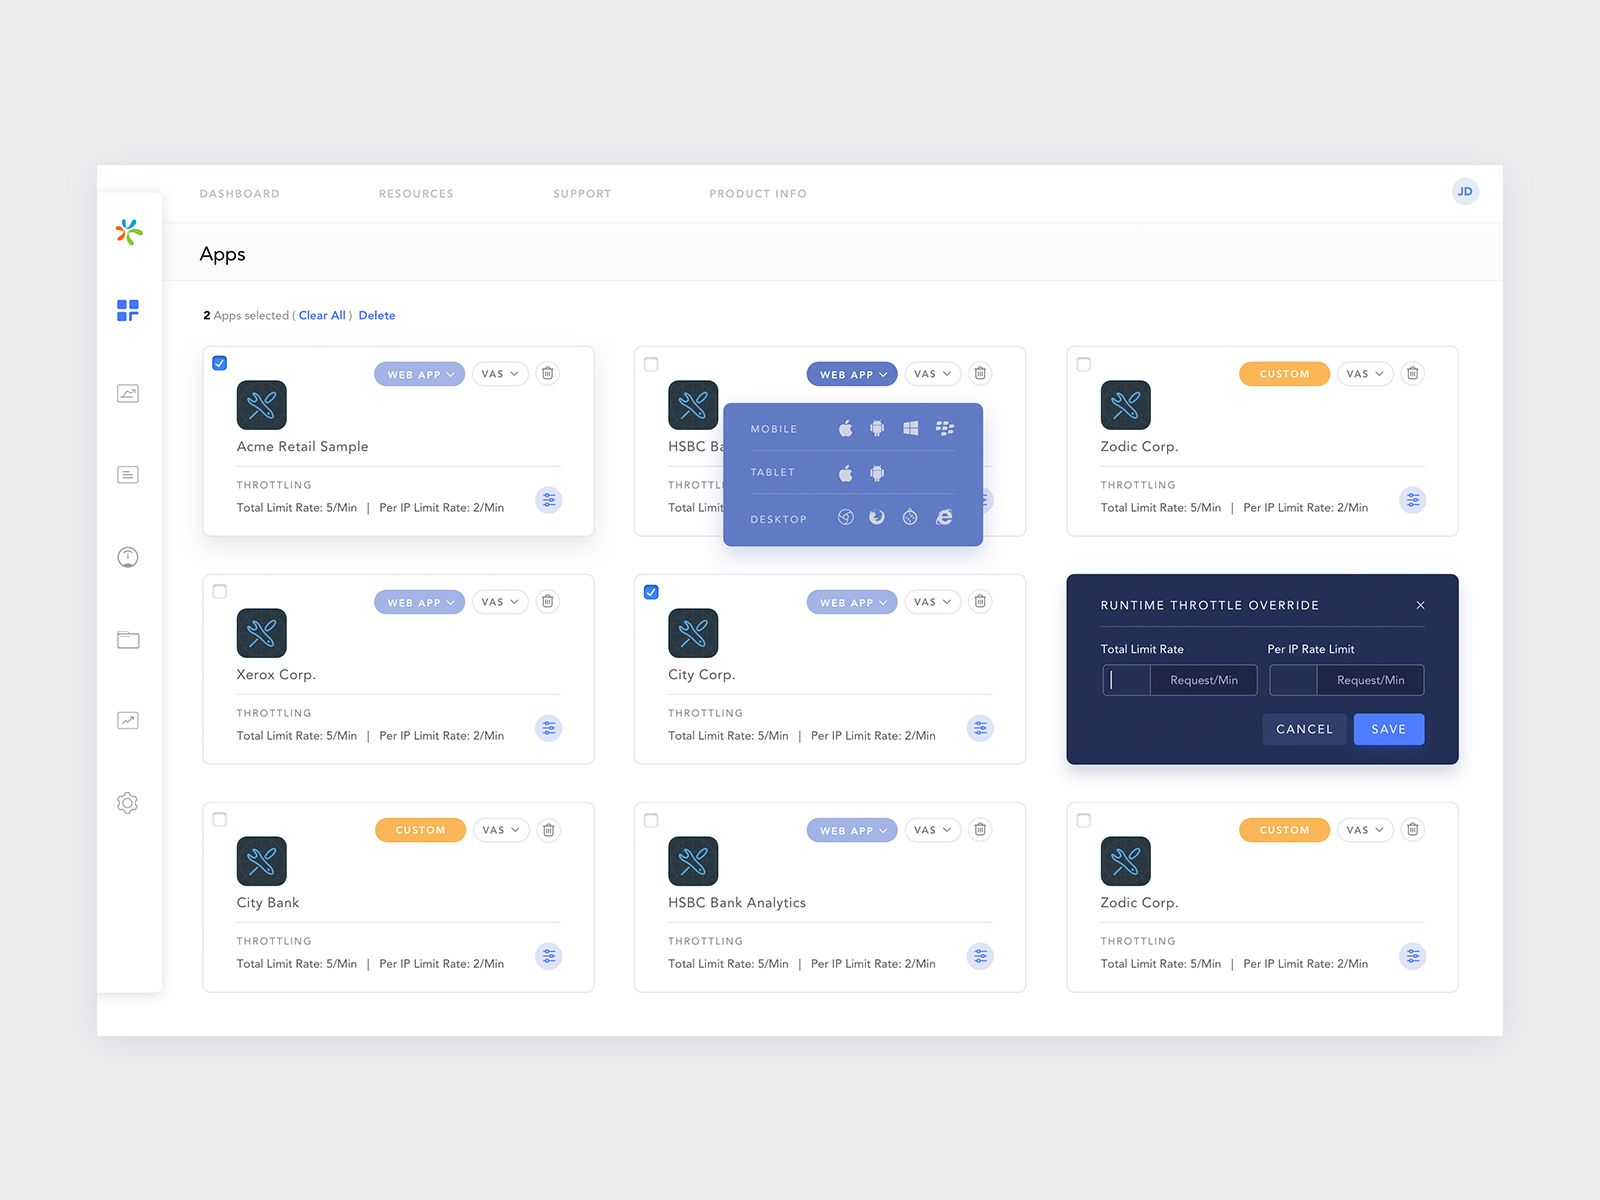 DASHBOARD RESOURCES SUPPORT PRODUCT INFO JD
Apps
2 Apps selected ( Clear All ) Delete
WEB APP VAS
Acme Retail Sample
THROTTLING
Total Limit Rate: 5/Min | Per IP Limit Rate: 2/Min
WEB APP VAS
HSBC Ba
THROTTLI
Total Limit
MOBILE
TABLET
DESKTOP
CUSTOM VAS
Zodic Corp.
THROTTLING
Total Limit Rate: 5/Min | Per IP Limit Rate: 2/Min
WEB APP VAS
Xerox Corp.
THROTTLING
Total Limit Rate: 5/Min | Per IP Limit Rate: 2/Min
WEB APP VAS
City Corp.
THROTTLING
Total Limit Rate: 5/Min | Per IP Limit Rate: 2/Min
RUNTIME THROTTLE OVERRIDE
Total Limit Rate Per IP Rate Limit
Request/Min Request/Min
CANCEL SAVE
CUSTOM VAS
City Bank
THROTTLING
Total Limit Rate: 5/Min | Per IP Limit Rate: 2/Min
WEB APP VAS
HSBC Bank Analytics
THROTTLING
Total Limit Rate: 5/Min | Per IP Limit Rate: 2/Min
CUSTOM VAS
Zodic Corp.
THROTTLING
Total Limit Rate: 5/Min | Per IP Limit Rate: 2/Min